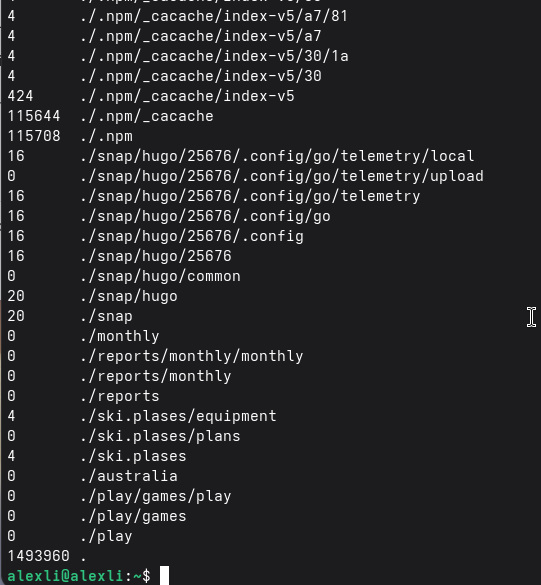 4       ./.npm/_cacache/index-v5/a7/81
4       ./.npm/_cacache/index-v5/a7
4       ./.npm/_cacache/index-v5/30/1a
4       ./.npm/_cacache/index-v5/30
424     ./.npm/_cacache/index-v5
115644  ./.npm/_cacache
115708  ./.npm
16      ./snap/hugo/25676/.config/go/telemetry/local
0       ./snap/hugo/25676/.config/go/telemetry/upload
16      ./snap/hugo/25676/.config/go/telemetry
16      ./snap/hugo/25676/.config/go
16      ./snap/hugo/25676/.config
16      ./snap/hugo/25676
0       ./snap/hugo/common
20      ./snap/hugo
20      ./snap
0       ./monthly
0       ./reports/monthly/monthly
0       ./reports/monthly
0       ./reports
4       ./ski.plases/equipment
0       ./ski.plases/plans
4       ./ski.plases
0       ./australia
0       ./play/games/play
0       ./play/games
0       ./play
1493960 .
alexli@alexli:~$